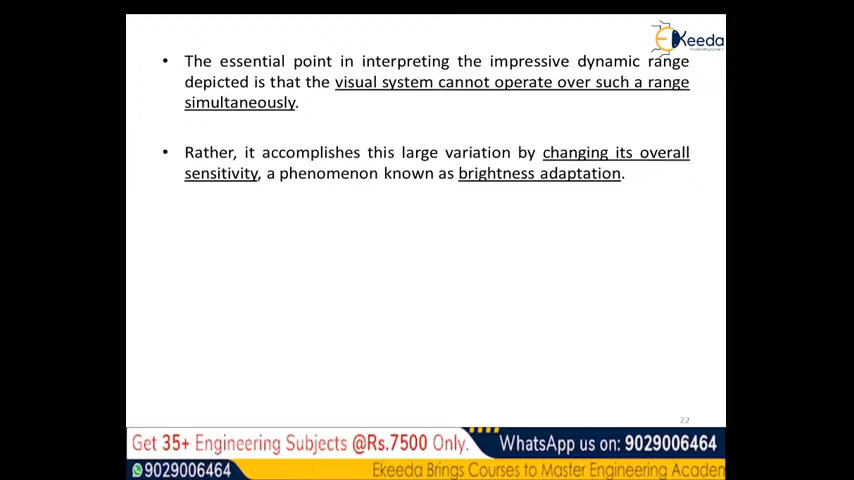 Keeda
• The essential point in interpreting the impressive dynamic range
depicted is that the visual system cannot operate over such a range
simultaneously.
• Rather, it accomplishes this large variation by changing its overall
sensitivity, a phenomenon known as brightness adaptation.
22
Get 35+ Engineering Subjects @Rs.7500 Only.
WhatsApp us on: 9029006464
9029006464
Ekeeda Brings Courses to Master Engineering Academ